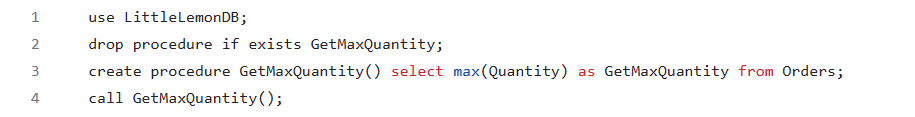 1 use LittleLemonDB;
2 drop procedure if exists GetMaxQuantity;
3 create procedure GetMaxQuantity() select max(Quantity) as GetMaxQuantity from Orders;
4 call GetMaxQuantity();